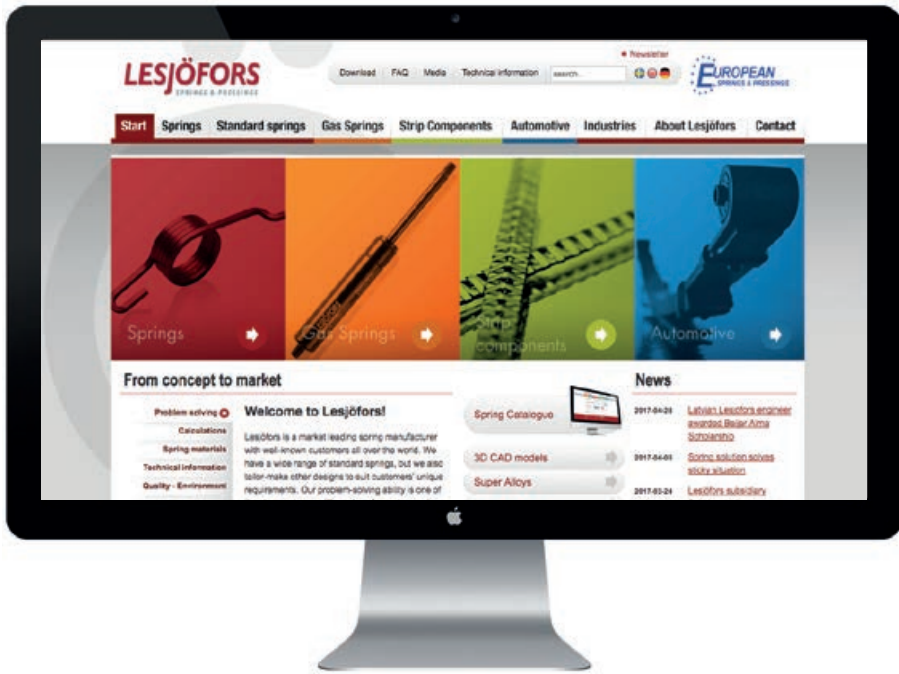 Newsletter
LESJÖFORS
SPRINGS & PRESSINGS
Download FAQ Media Technical information search...
EUROPEAN
SPRINGS & PRESSINGS
Start Springs Standard springs Gas Springs Strip Components Automotive Industries About Lesjöfors Contact
Springs
Gas Springs
Strip
components
Automotive
From concept to market
Problem solving
Calculations
Spring materials
Technical information
Quality - Environment
Welcome to Lesjöfors!
Lesjöfors is a market leading spring manufacturer
with well-known customers all over the world. We
have a wide range of standard springs, but we also
tailor-make other designs to suit customers' unique
requirements. Our problem-solving ability is one of
Spring Catalogue
3D CAD models
Super Alloys
News
2017-04-26 Latvian Lesjöfors engineer
awarded Beijer Alma
Scholarship
Spring solution solves
sticky situation
2017-03-24 Lesjöfors subsidiary